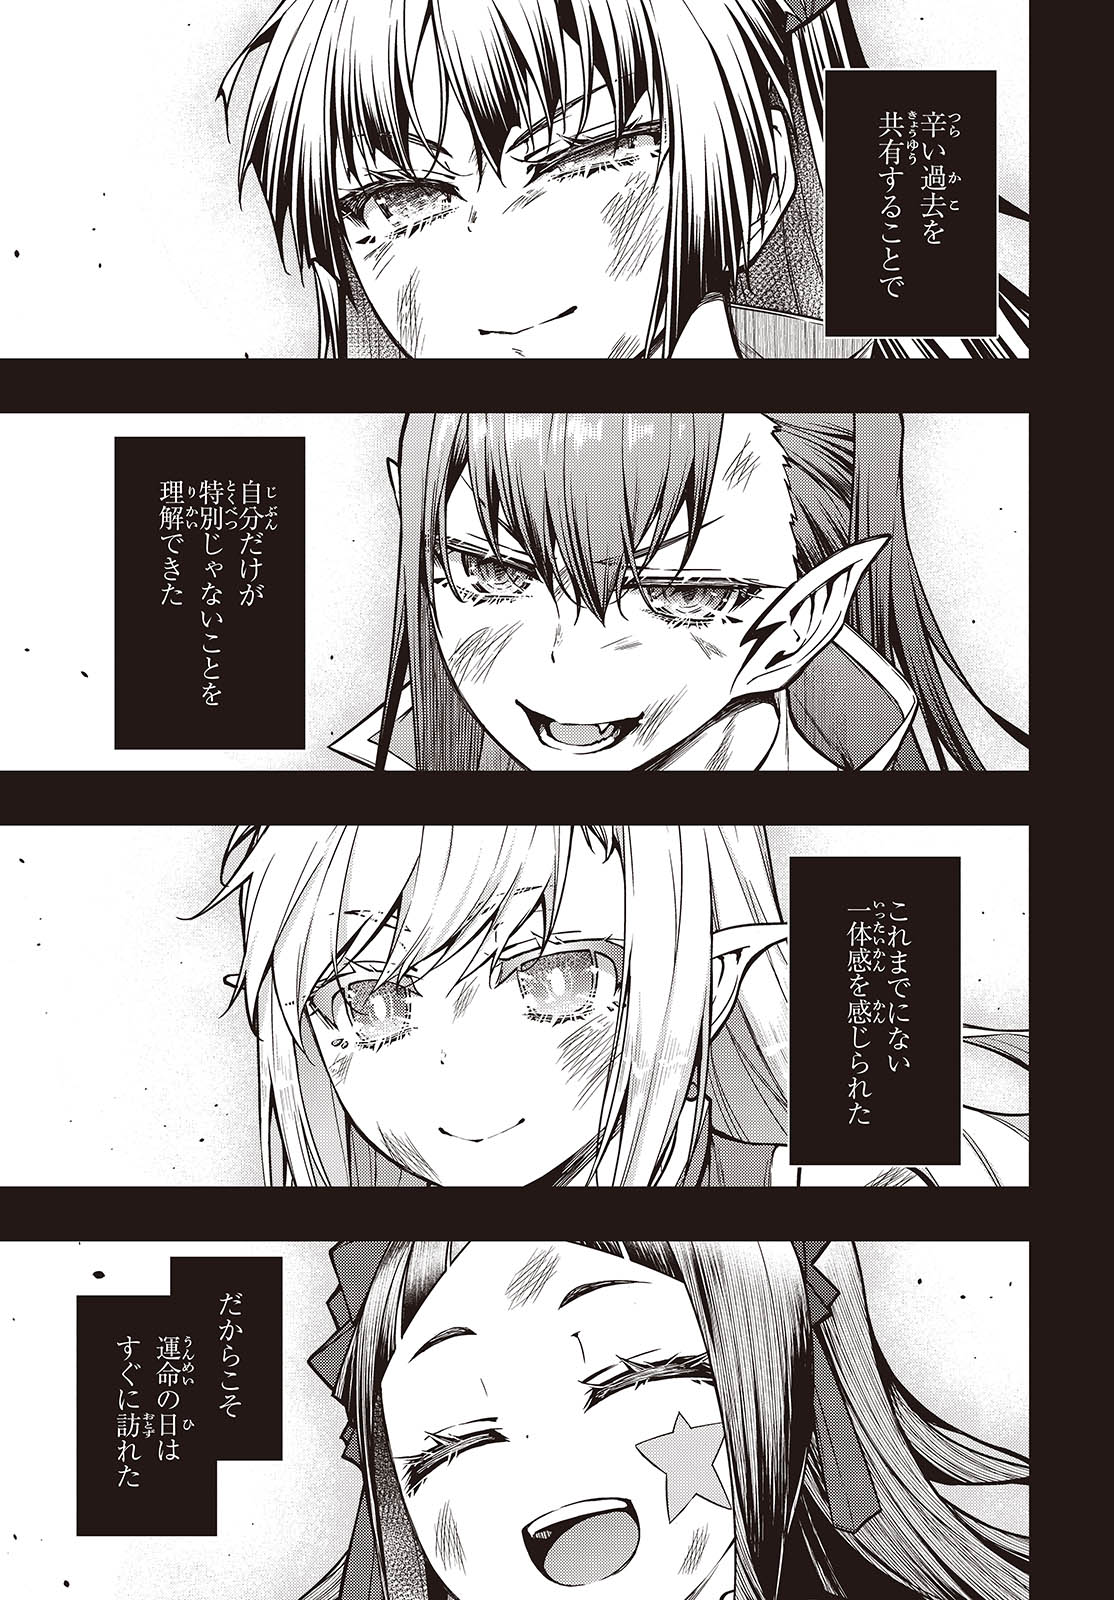 辛い過去を
共有することで
自分だけが
特別じゃないことを
理解できた
これまでにない
一体感を感じられた
だからこそ
運命の日は
すぐに訪れた